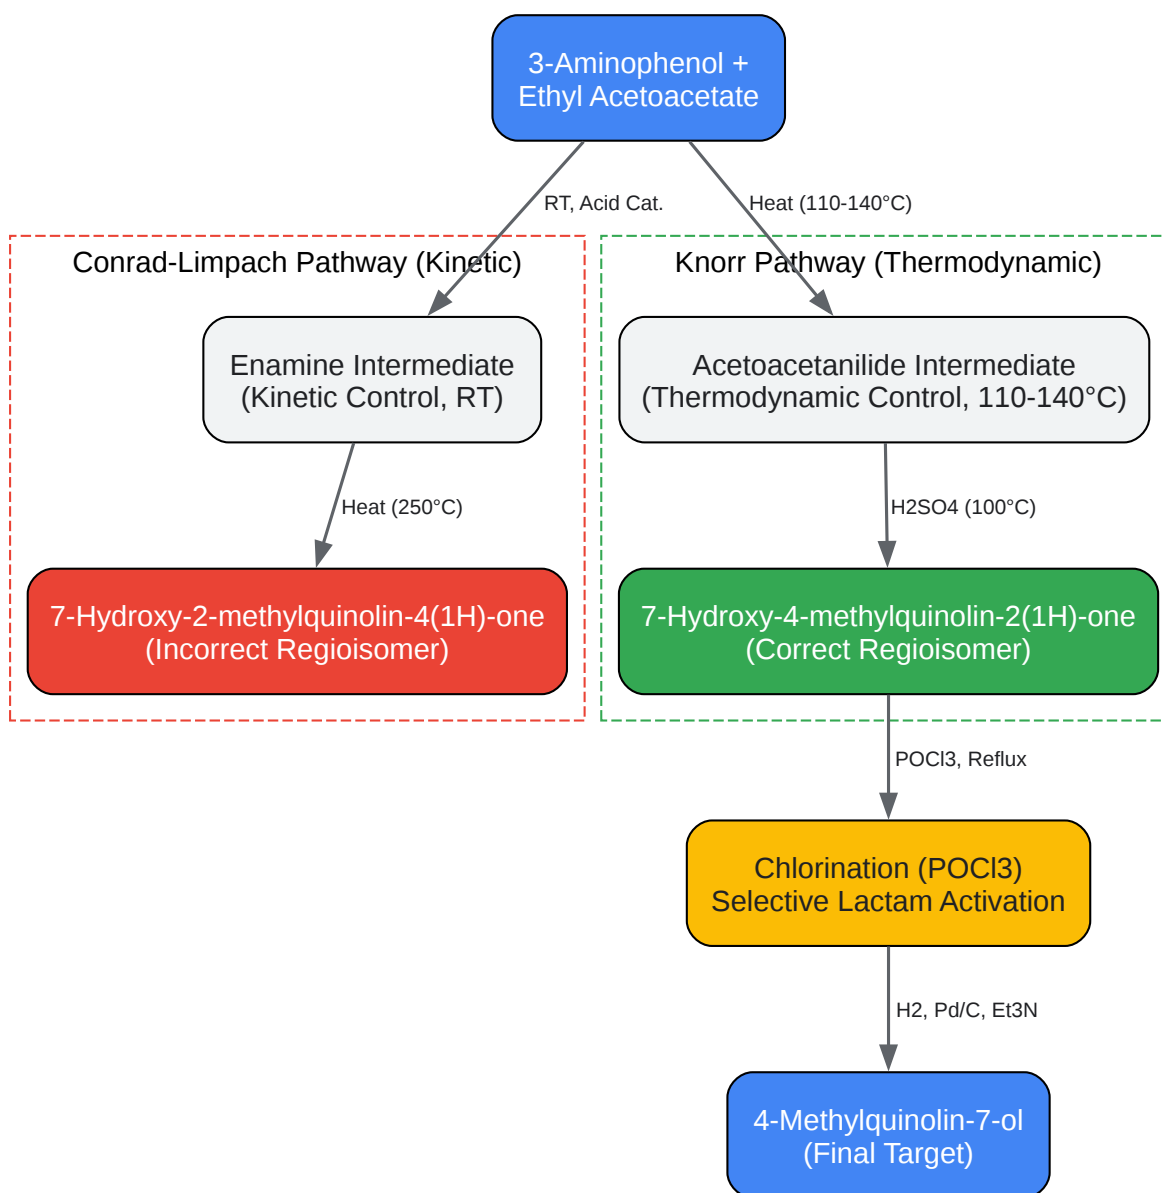 3-Aminophenol +
Ethyl Acetoacetate
RT, Acid Cat.
Heat (110-140°C)
Conrad-Limpach Pathway (Kinetic)
Knorr Pathway (Thermodynamic)
Enamine Intermediate
(Kinetic Control, RT)
Acetoacetanilide Intermediate
(Thermodynamic Control, 110-140°C)
Heat (250°C)
H2SO4 (100°C)
7-Hydroxy-2-methylquinolin-4(1H)-one
(Incorrect Regioisomer)
7-Hydroxy-4-methylquinolin-2(1H)-one
(Correct Regioisomer)
POCl3, Reflux
Chlorination (POCl3)
Selective Lactam Activation
H2, Pd/C, Et3N
4-Methylquinolin-7-ol
(Final Target)